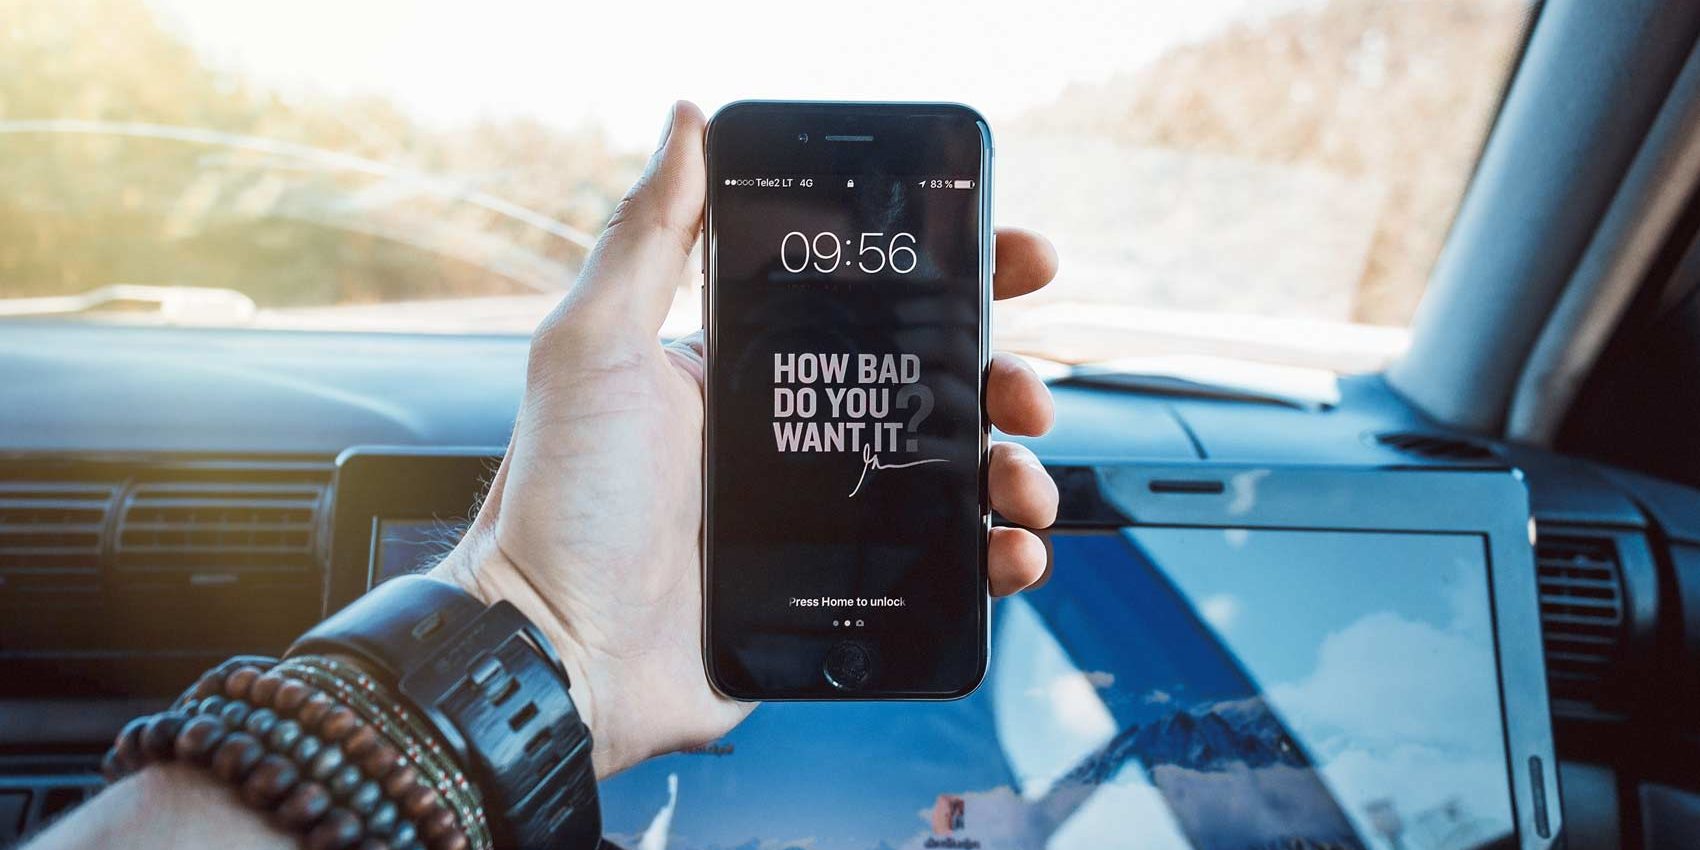 Tele2 LT 4G 83 %
09:56
HOW BAD
DO YOU
WANT IT?
Press Home to unlock